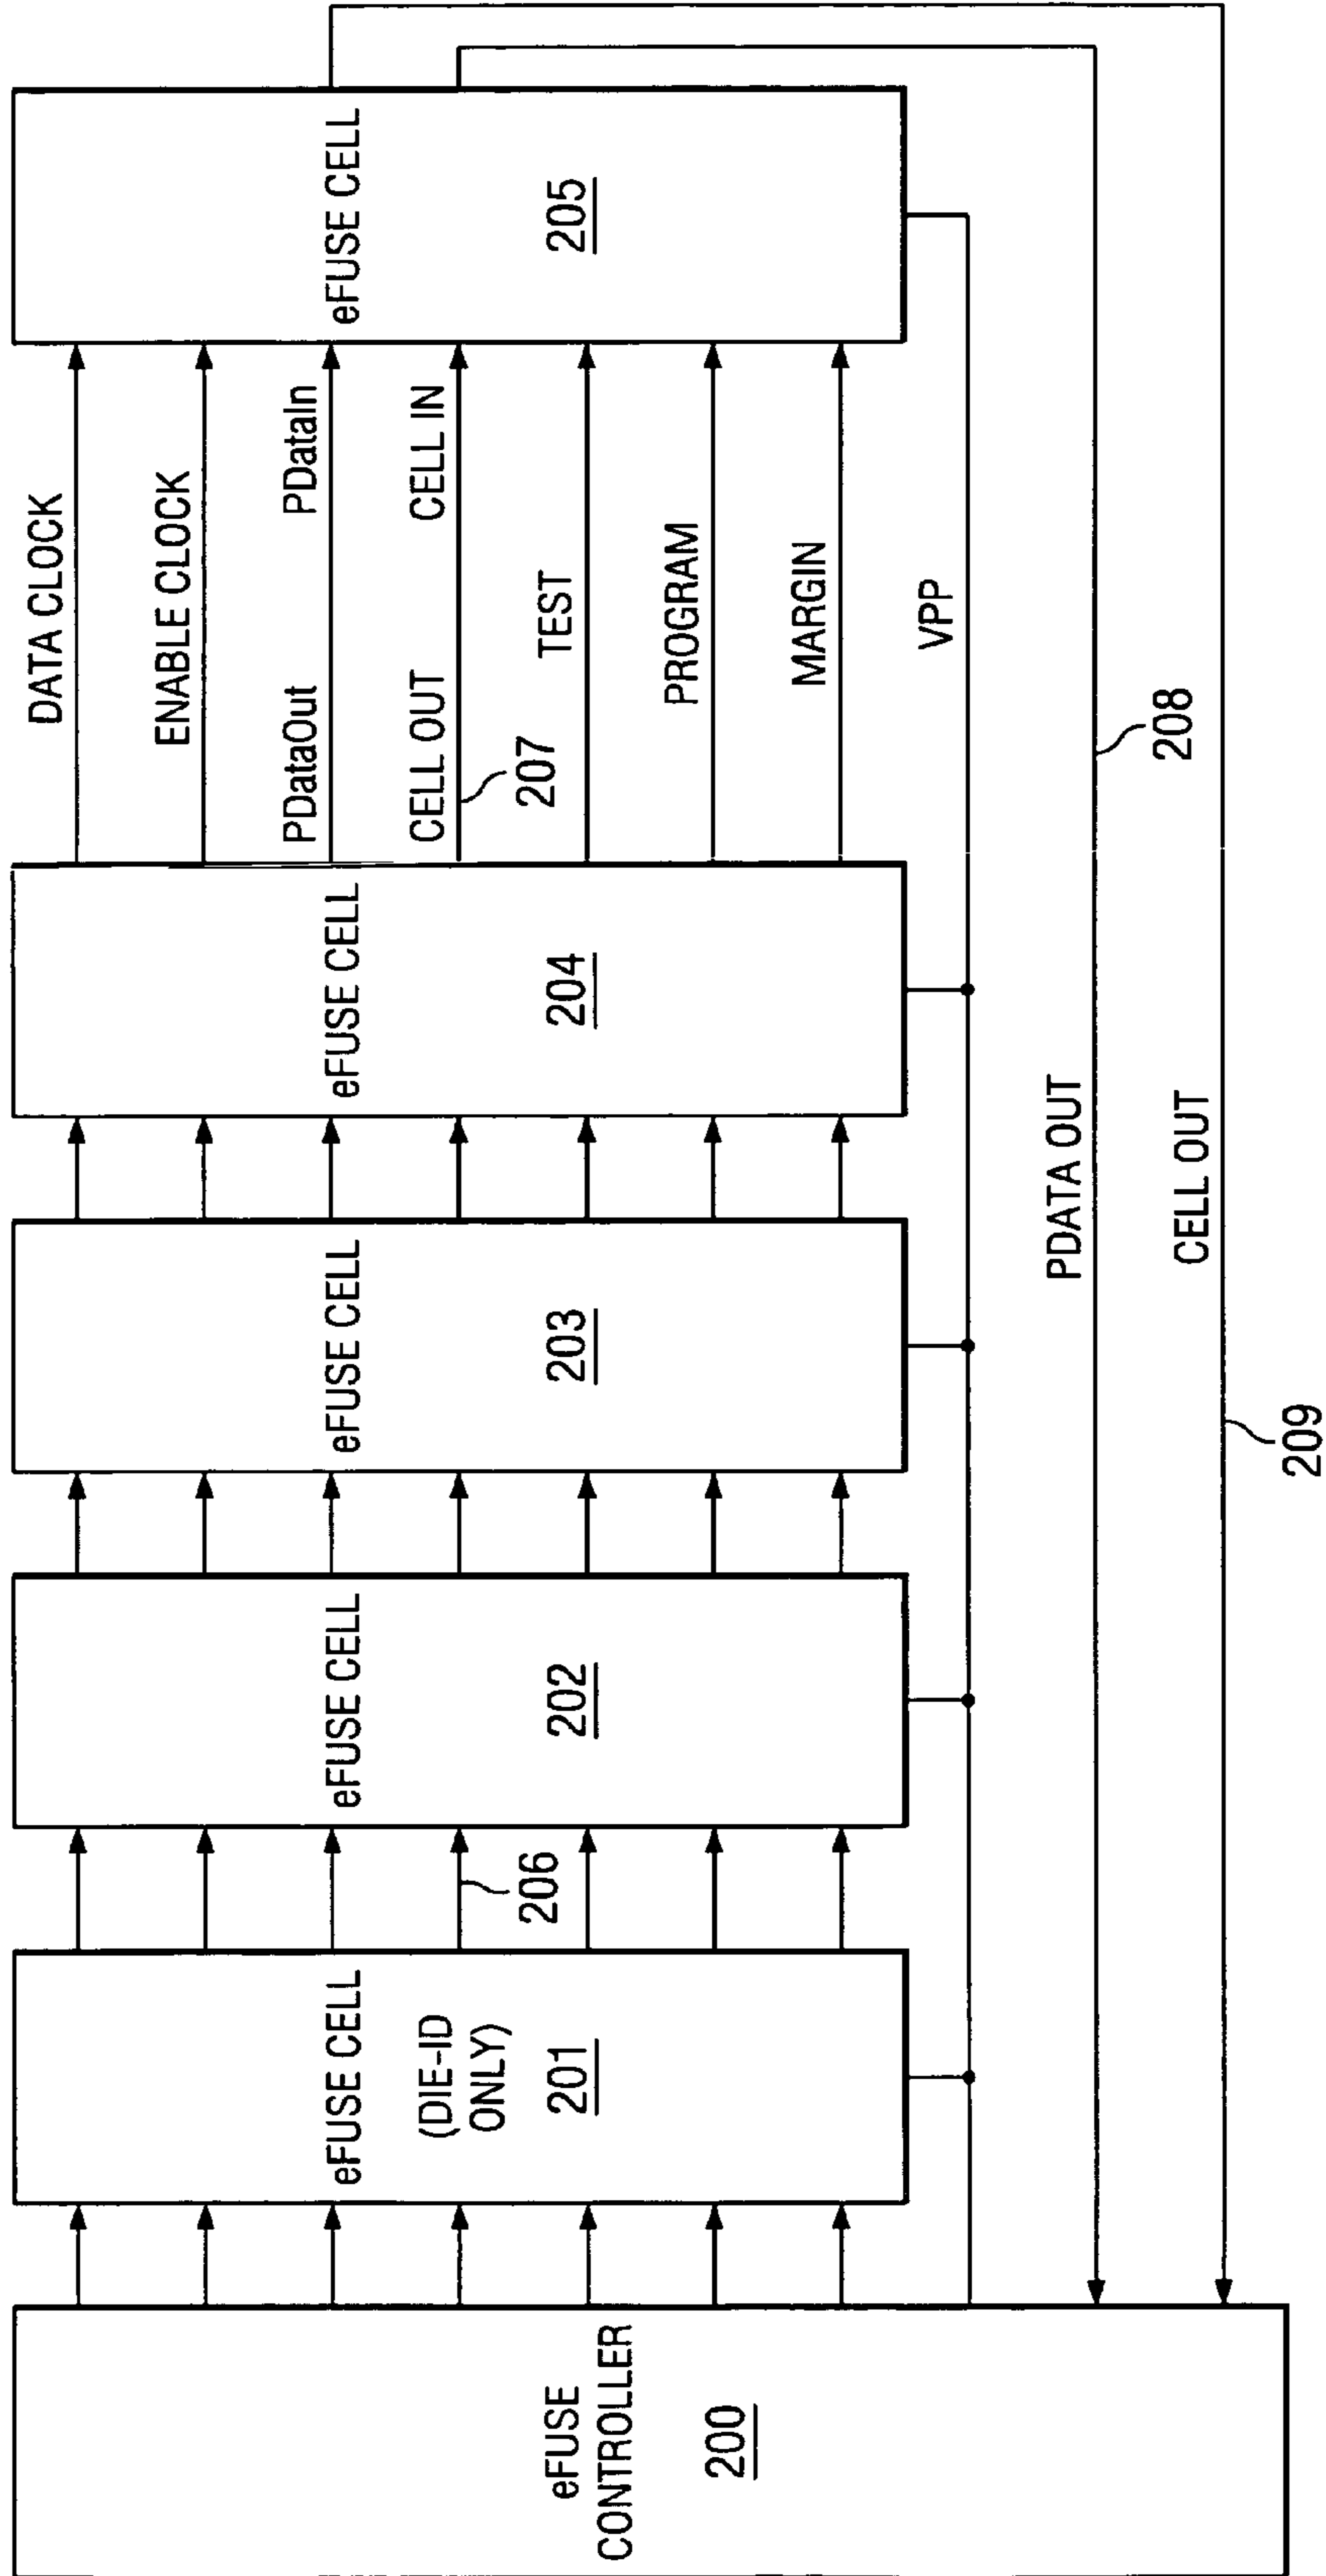 eFUSE
CONTROLLER
200
eFUSE CELL
(DIE-ID
ONLY)
201
206
eFUSE CELL
202
eFUSE CELL
203
eFUSE CELL
204
DATA CLOCK
ENABLE CLOCK
PDataOut PDataIn
CELL OUT CELL IN
207
TEST
PROGRAM
MARGIN
VPP
eFUSE CELL
205
PDATA OUT
208
CELL OUT
209